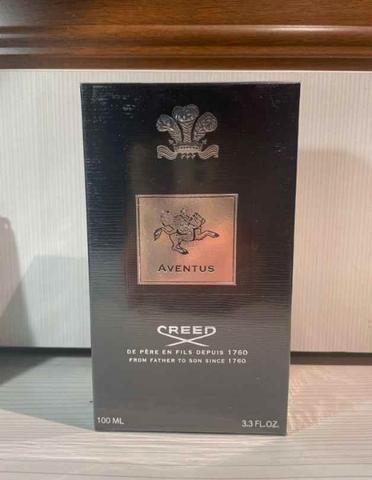 AVENTUS
CREED
DE PÈRE EN FILS DEPUIS 1760
FROM FATHER TO SON SINCE 1760
100 ML 3.3 FL.OZ.